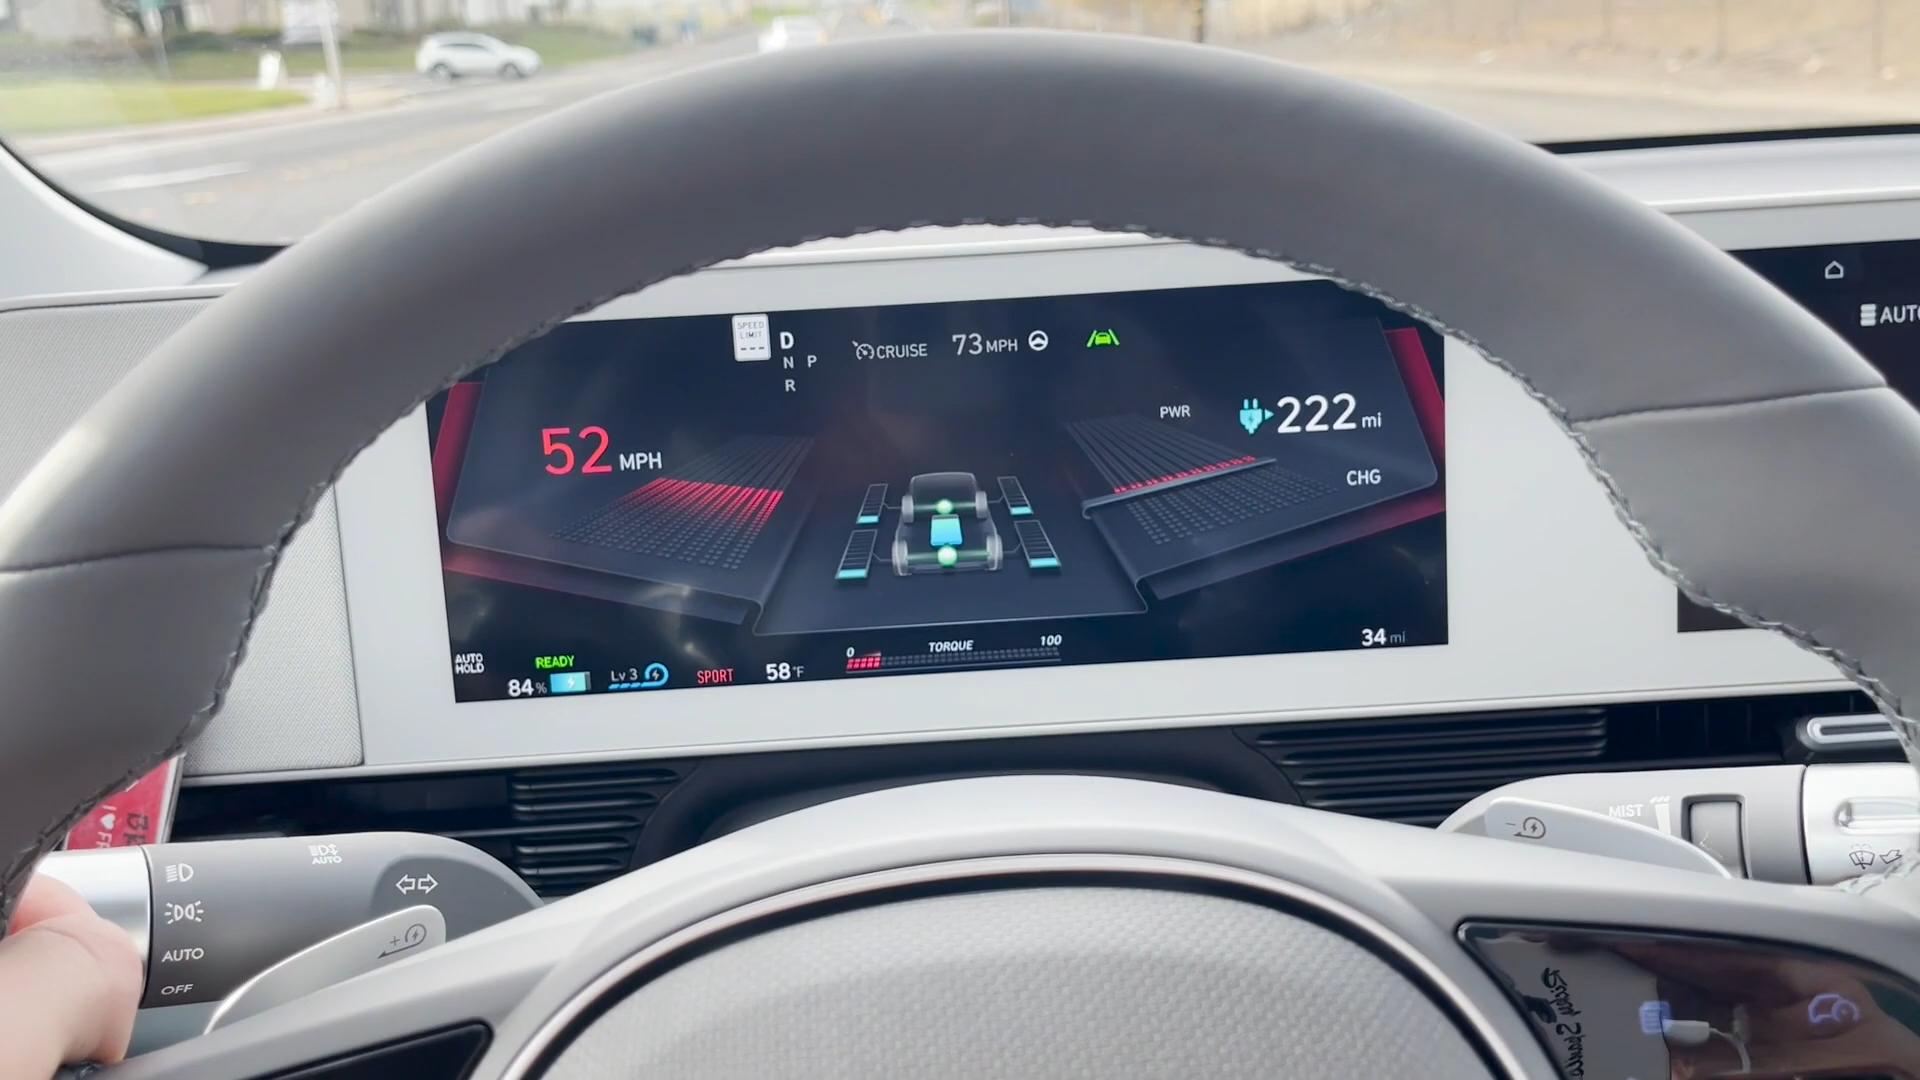 AUTO
SPEED
LIMIT
---
D
N P
R
CRUISE
73 MPH
52 MPH
PWR
222 mi
CHG
AUTO
HOLD
READY
84%
Lv 3
SPORT
58°F
0 TORQUE 100
34 mi
MIST
AUTO
AUTO
OFF
+
-
I ♥